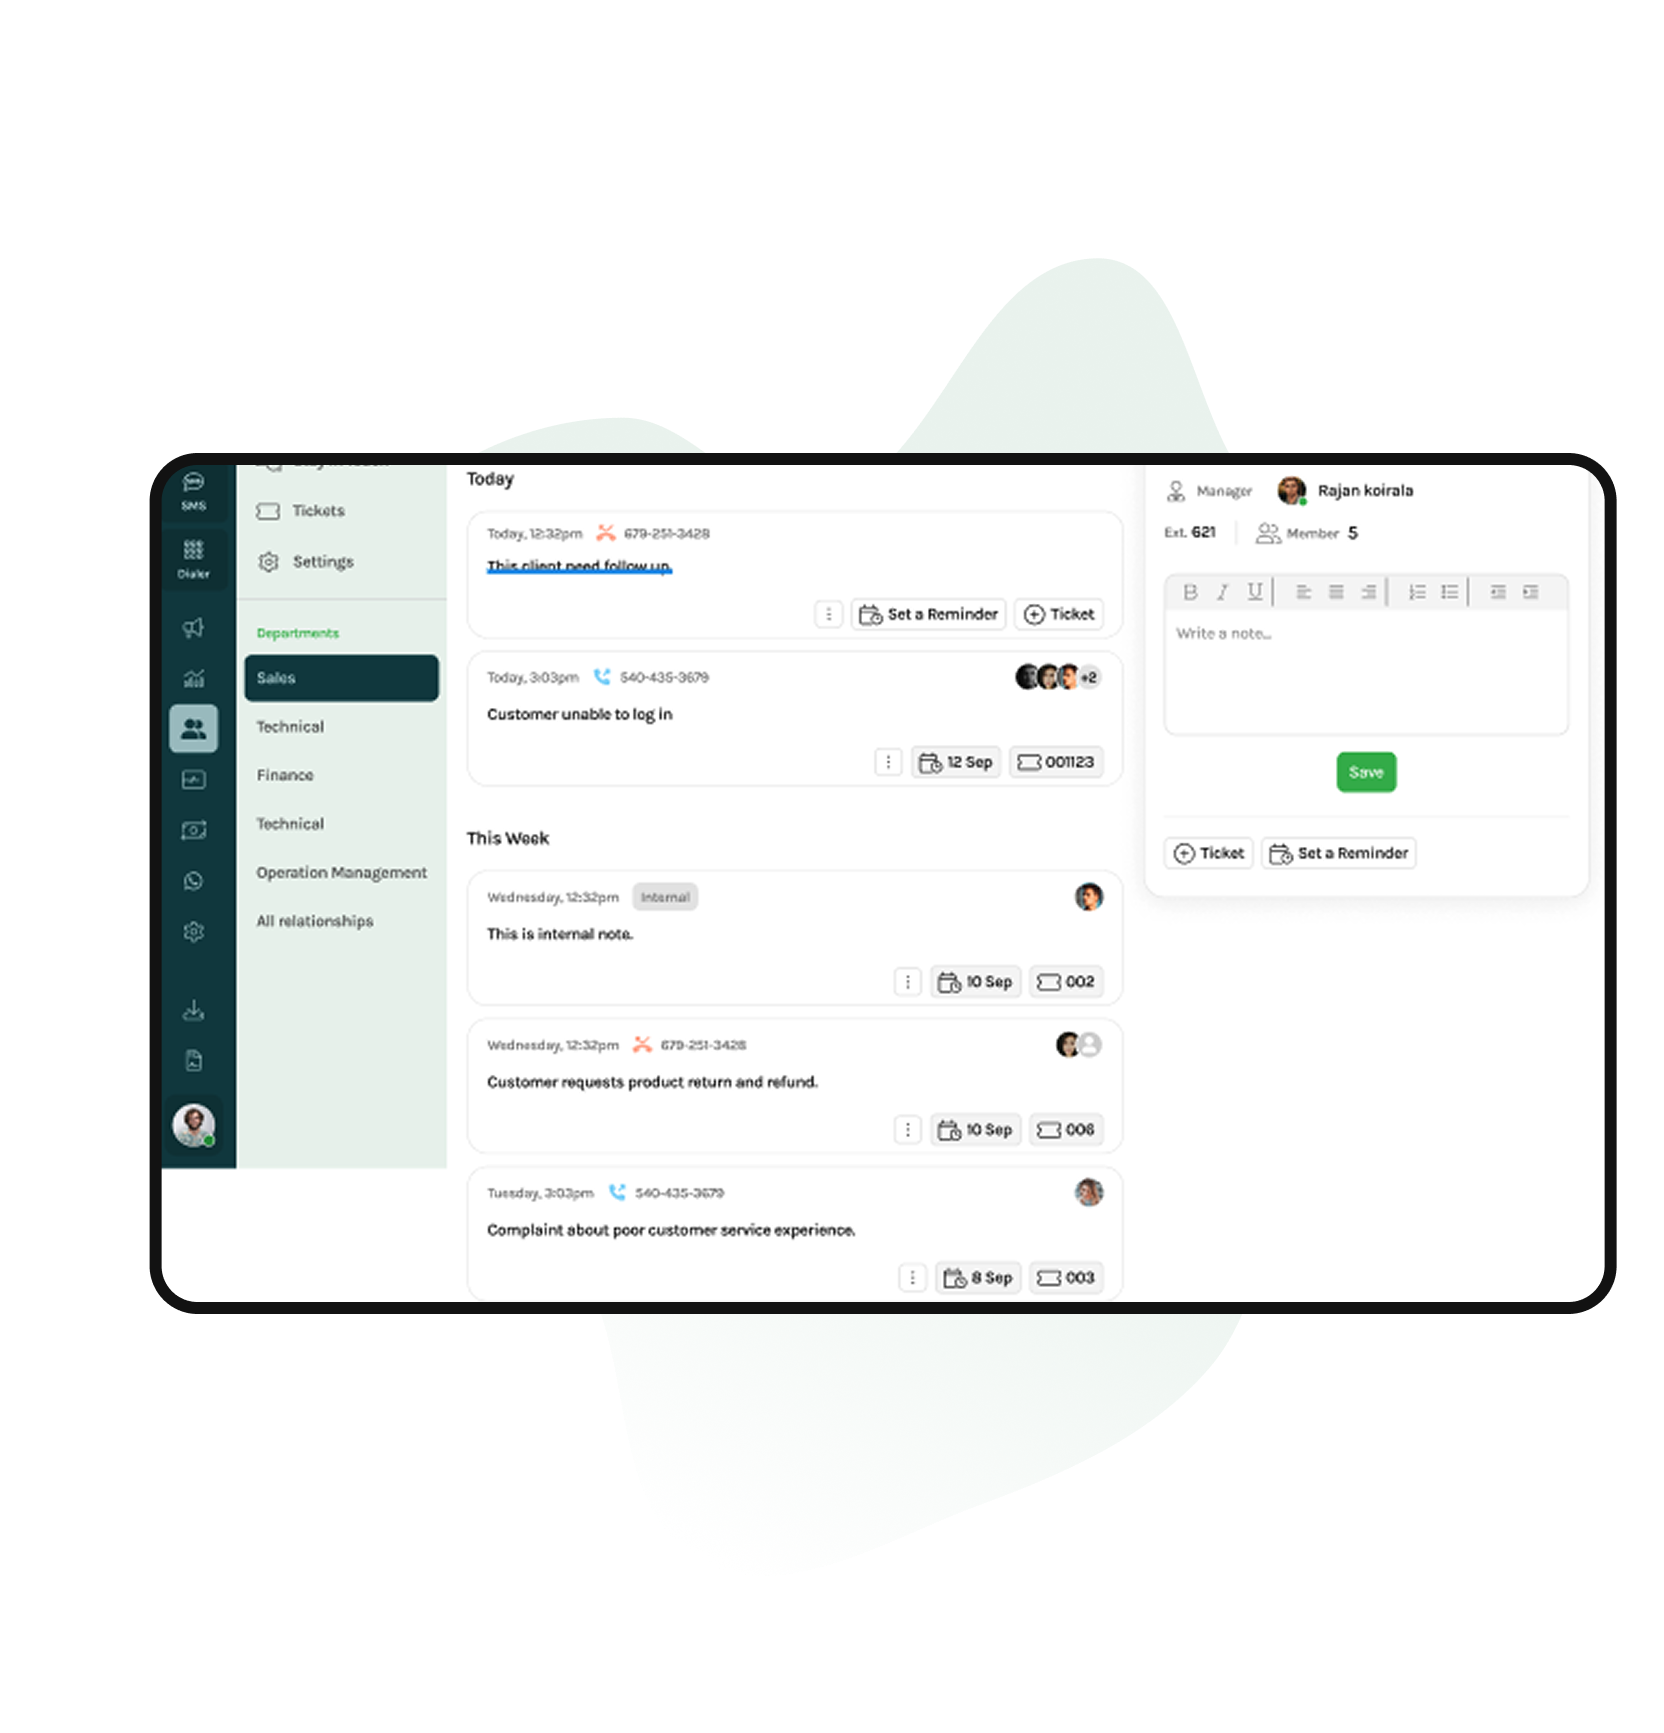 SMS
Dialer
Tickets
Settings
Departments
Sales
Technical
Finance
Technical
Operation Management
All relationships
Today
Today, 12:32pm 679-251-3428
This client need follow up.
Set a Reminder Ticket
Today, 3:03pm 540-435-3679 +2
Customer unable to log in
12 Sep 001123
This Week
Wednesday, 12:32pm Internal
This is internal note.
10 Sep 002
Wednesday, 12:32pm 679-251-3428
Customer requests product return and refund.
10 Sep 006
Tuesday, 3:03pm 540-435-3679
Complaint about poor customer service experience.
8 Sep 003
Manager Rajan koirala
Ext. 621 Member 5
B I U
Write a note...
Save
Ticket Set a Reminder